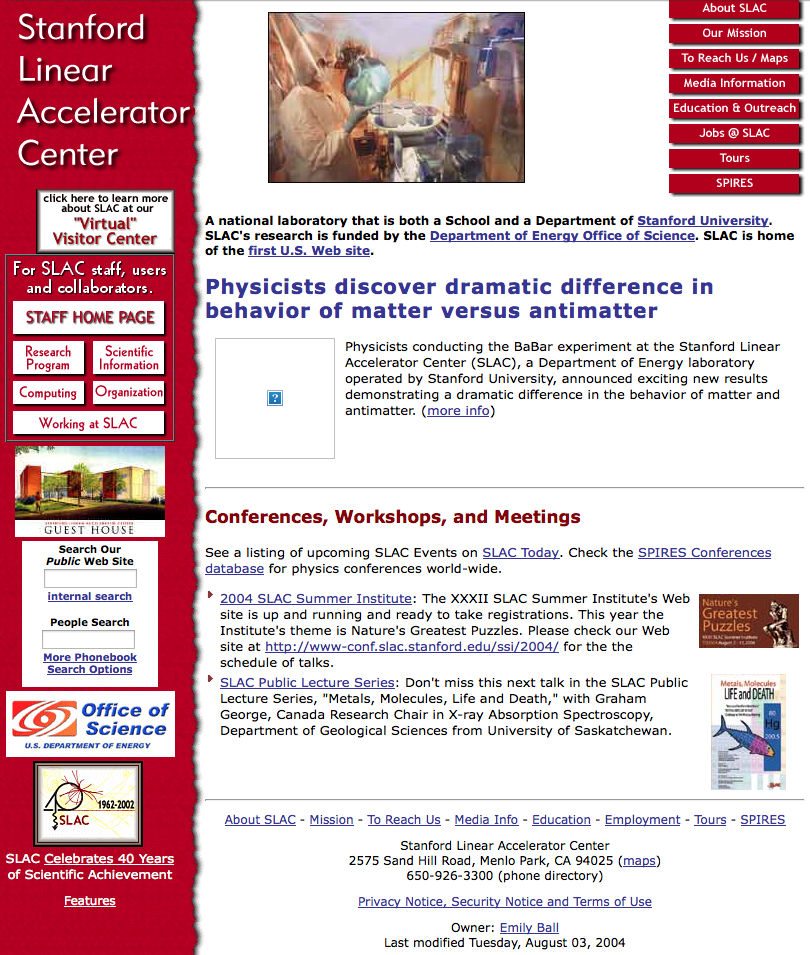 Stanford
Linear
Accelerator
Center
click here to learn more
about SLAC at our
"Virtual"
Visitor Center
For SLAC staff, users
and collaborators.
STAFF HOME PAGE
Research
Program
Scientific
Information
Computing
Organization
Working at SLAC
STANFORD LINEAR ACCELERATOR CENTER
GUEST HOUSE
Search Our
Public Web Site
internal search
People Search
More Phonebook
Search Options
Office of
Science
U.S. DEPARTMENT OF ENERGY
40
1962-2002
SLAC
SLAC Celebrates 40 Years
of Scientific Achievement
Features
About SLAC
Our Mission
To Reach Us / Maps
Media Information
Education & Outreach
Jobs @ SLAC
Tours
SPIRES
A national laboratory that is both a School and a Department of Stanford University.
SLAC's research is funded by the Department of Energy Office of Science. SLAC is home
of the first U.S. Web site.
Physicists discover dramatic difference in
behavior of matter versus antimatter
?
Physicists conducting the BaBar experiment at the Stanford Linear
Accelerator Center (SLAC), a Department of Energy laboratory
operated by Stanford University, announced exciting new results
demonstrating a dramatic difference in the behavior of matter and
antimatter. (more info)
Conferences, Workshops, and Meetings
See a listing of upcoming SLAC Events on SLAC Today. Check the SPIRES Conferences
database for physics conferences world-wide.
2004 SLAC Summer Institute: The XXXII SLAC Summer Institute's Web
site is up and running and ready to take registrations. This year the
Institute's theme is Nature's Greatest Puzzles. Please check our Web
site at http://www-conf.slac.stanford.edu/ssi/2004/ for the the
schedule of talks.
Nature's
Greatest
Puzzles
SLAC Public Lecture Series: Don't miss this next talk in the SLAC Public
Lecture Series, "Metals, Molecules, Life and Death," with Graham
George, Canada Research Chair in X-ray Absorption Spectroscopy,
Department of Geological Sciences from University of Saskatchewan.
Metals, Molecules,
LIFE and DEATH
80
Hg
200.5
About SLAC - Mission - To Reach Us - Media Info - Education - Employment - Tours - SPIRES
Stanford Linear Accelerator Center
2575 Sand Hill Road, Menlo Park, CA 94025 (maps)
650-926-3300 (phone directory)
Privacy Notice, Security Notice and Terms of Use
Owner: Emily Ball
Last modified Tuesday, August 03, 2004